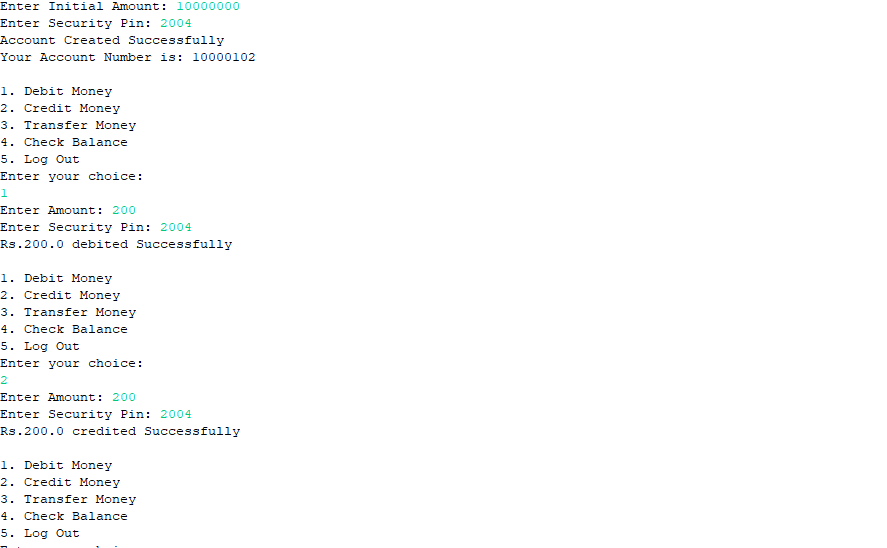 Enter Initial Amount: 10000000
Enter Security Pin: 2004
Account Created Successfully
Your Account Number is: 10000102
1. Debit Money
2. Credit Money
3. Transfer Money
4. Check Balance
5. Log Out
Enter your choice:
1
Enter Amount: 200
Enter Security Pin: 2004
Rs.200.0 debited Successfully
1. Debit Money
2. Credit Money
3. Transfer Money
4. Check Balance
5. Log Out
Enter your choice:
2
Enter Amount: 200
Enter Security Pin: 2004
Rs.200.0 credited Successfully
1. Debit Money
2. Credit Money
3. Transfer Money
4. Check Balance
5. Log Out